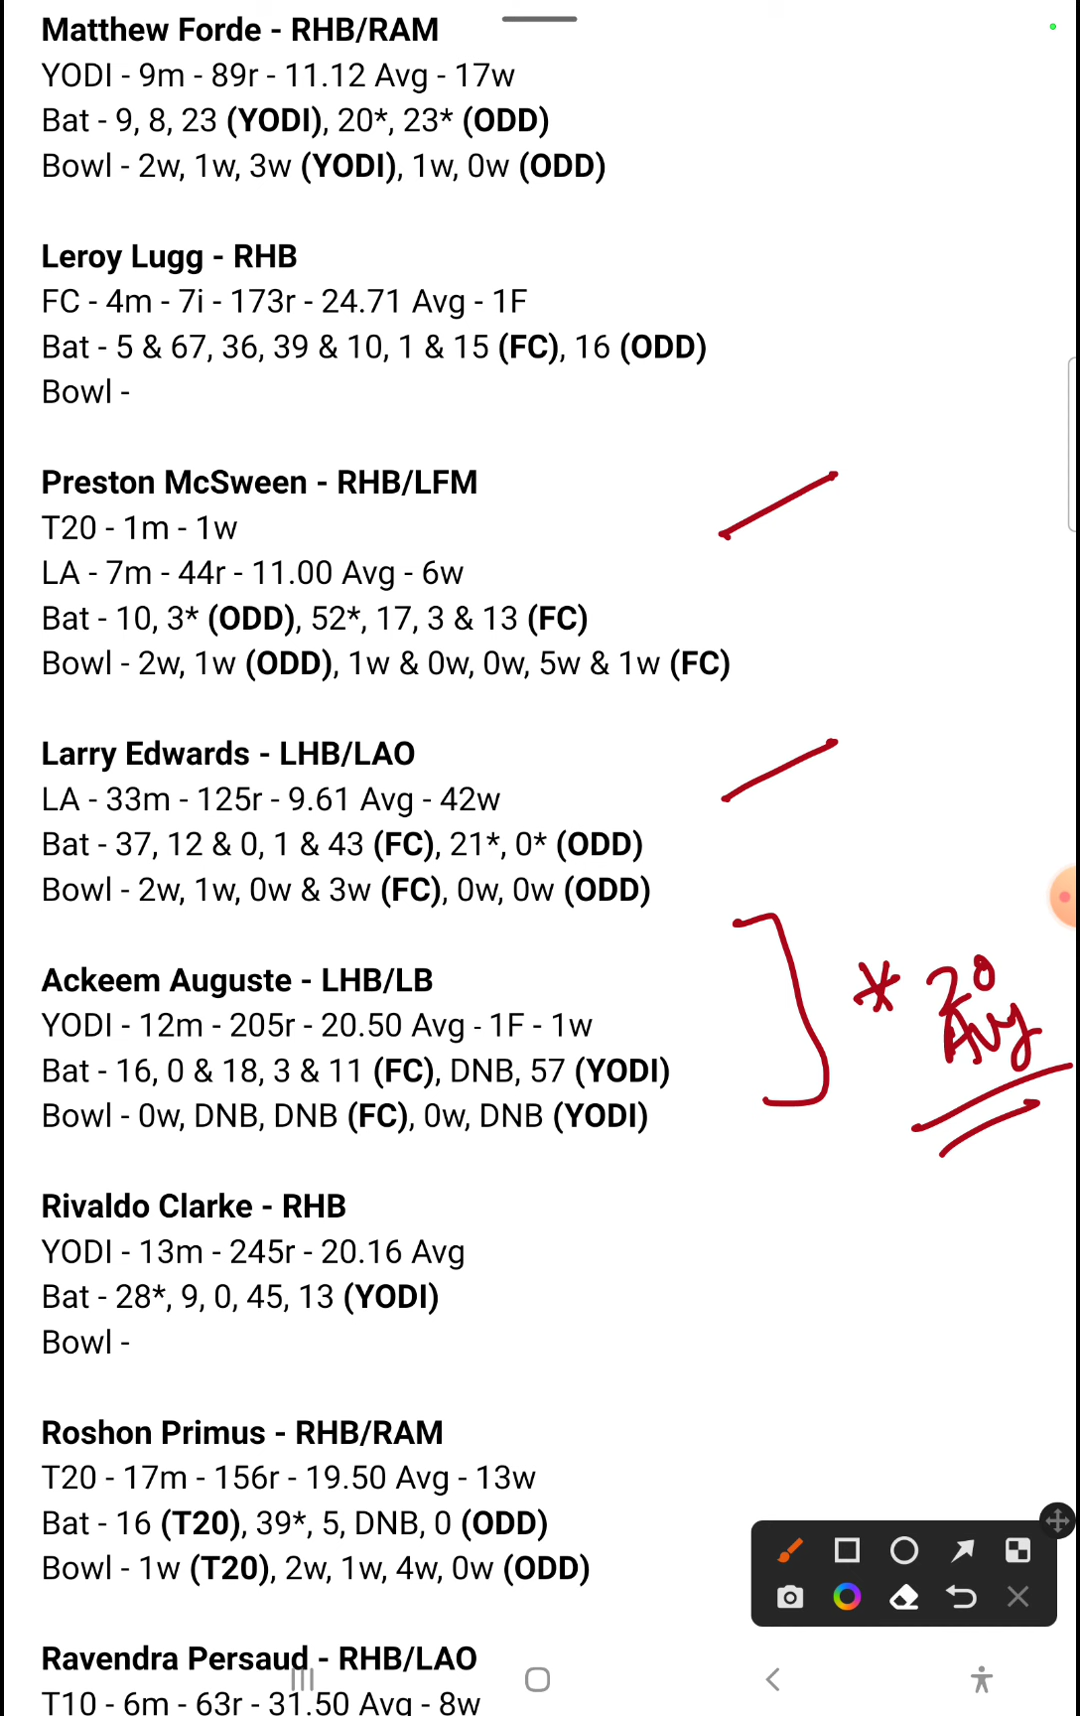 Matthew Forde - RHB/RAM
YODI - 9m - 89r - 11.12 Avg - 17w
Bat - 9, 8, 23 (YODI), 20*, 23* (ODD)
Bowl - 2w, 1w, 3w (YODI), 1w, 0w (ODD)
Leroy Lugg - RHB
FC - 4m - 7i - 173r - 24.71 Avg - 1F
Bat - 5 & 67, 36, 39 & 10, 1 & 15 (FC), 16 (ODD)
Bowl -
Preston McSween - RHB/LFM
T20 - 1m - 1w
LA - 7m - 44r - 11.00 Avg - 6w
Bat - 10, 3* (ODD), 52*, 17, 3 & 13 (FC)
Bowl - 2w, 1w (ODD), 1w & 0w, 0w, 5w & 1w (FC)
Larry Edwards - LHB/LAO
LA - 33m - 125r - 9.61 Avg - 42w
Bat - 37, 12 & 0, 1 & 43 (FC), 21*, 0* (ODD)
Bowl - 2w, 1w, 0w & 3w (FC), 0w, 0w (ODD)
Ackeem Auguste - LHB/LB
YODI - 12m - 205r - 20.50 Avg - 1F - 1w
Bat - 16, 0 & 18, 3 & 11 (FC), DNB, 57 (YODI)
Bowl - 0w, DNB, DNB (FC), 0w, DNB (YODI)
* 20
Avg
Rivaldo Clarke - RHB
YODI - 13m - 245r - 20.16 Avg
Bat - 28*, 9, 0, 45, 13 (YODI)
Bowl -
Roshon Primus - RHB/RAM
T20 - 17m - 156r - 19.50 Avg - 13w
Bat - 16 (T20), 39*, 5, DNB, 0 (ODD)
Bowl - 1w (T20), 2w, 1w, 4w, 0w (ODD)
Ravendra Persaud - RHB/LAO
T10 - 6m - 63r - 31.50 Avg - 8w